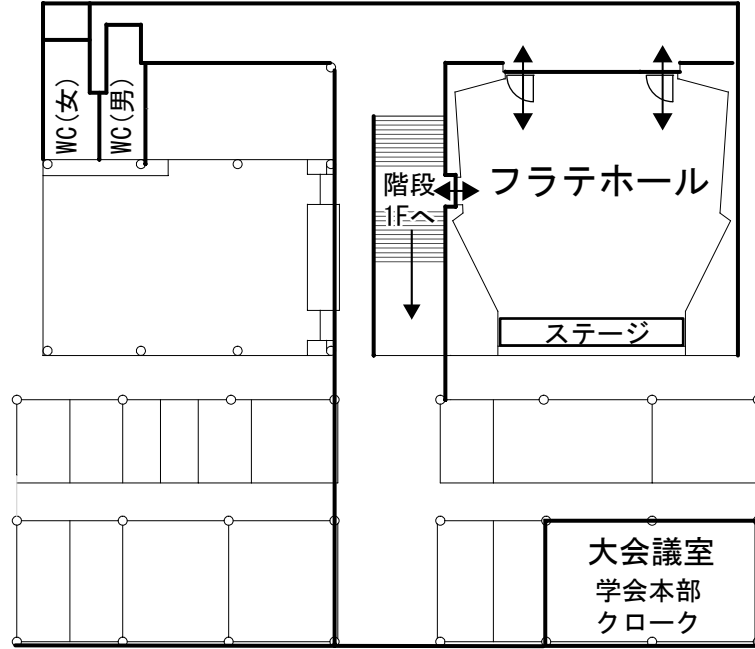 WC(女)
WC(男)
階段
1Fへ
フラテホール
ステージ
大会議室
学会本部
クローク